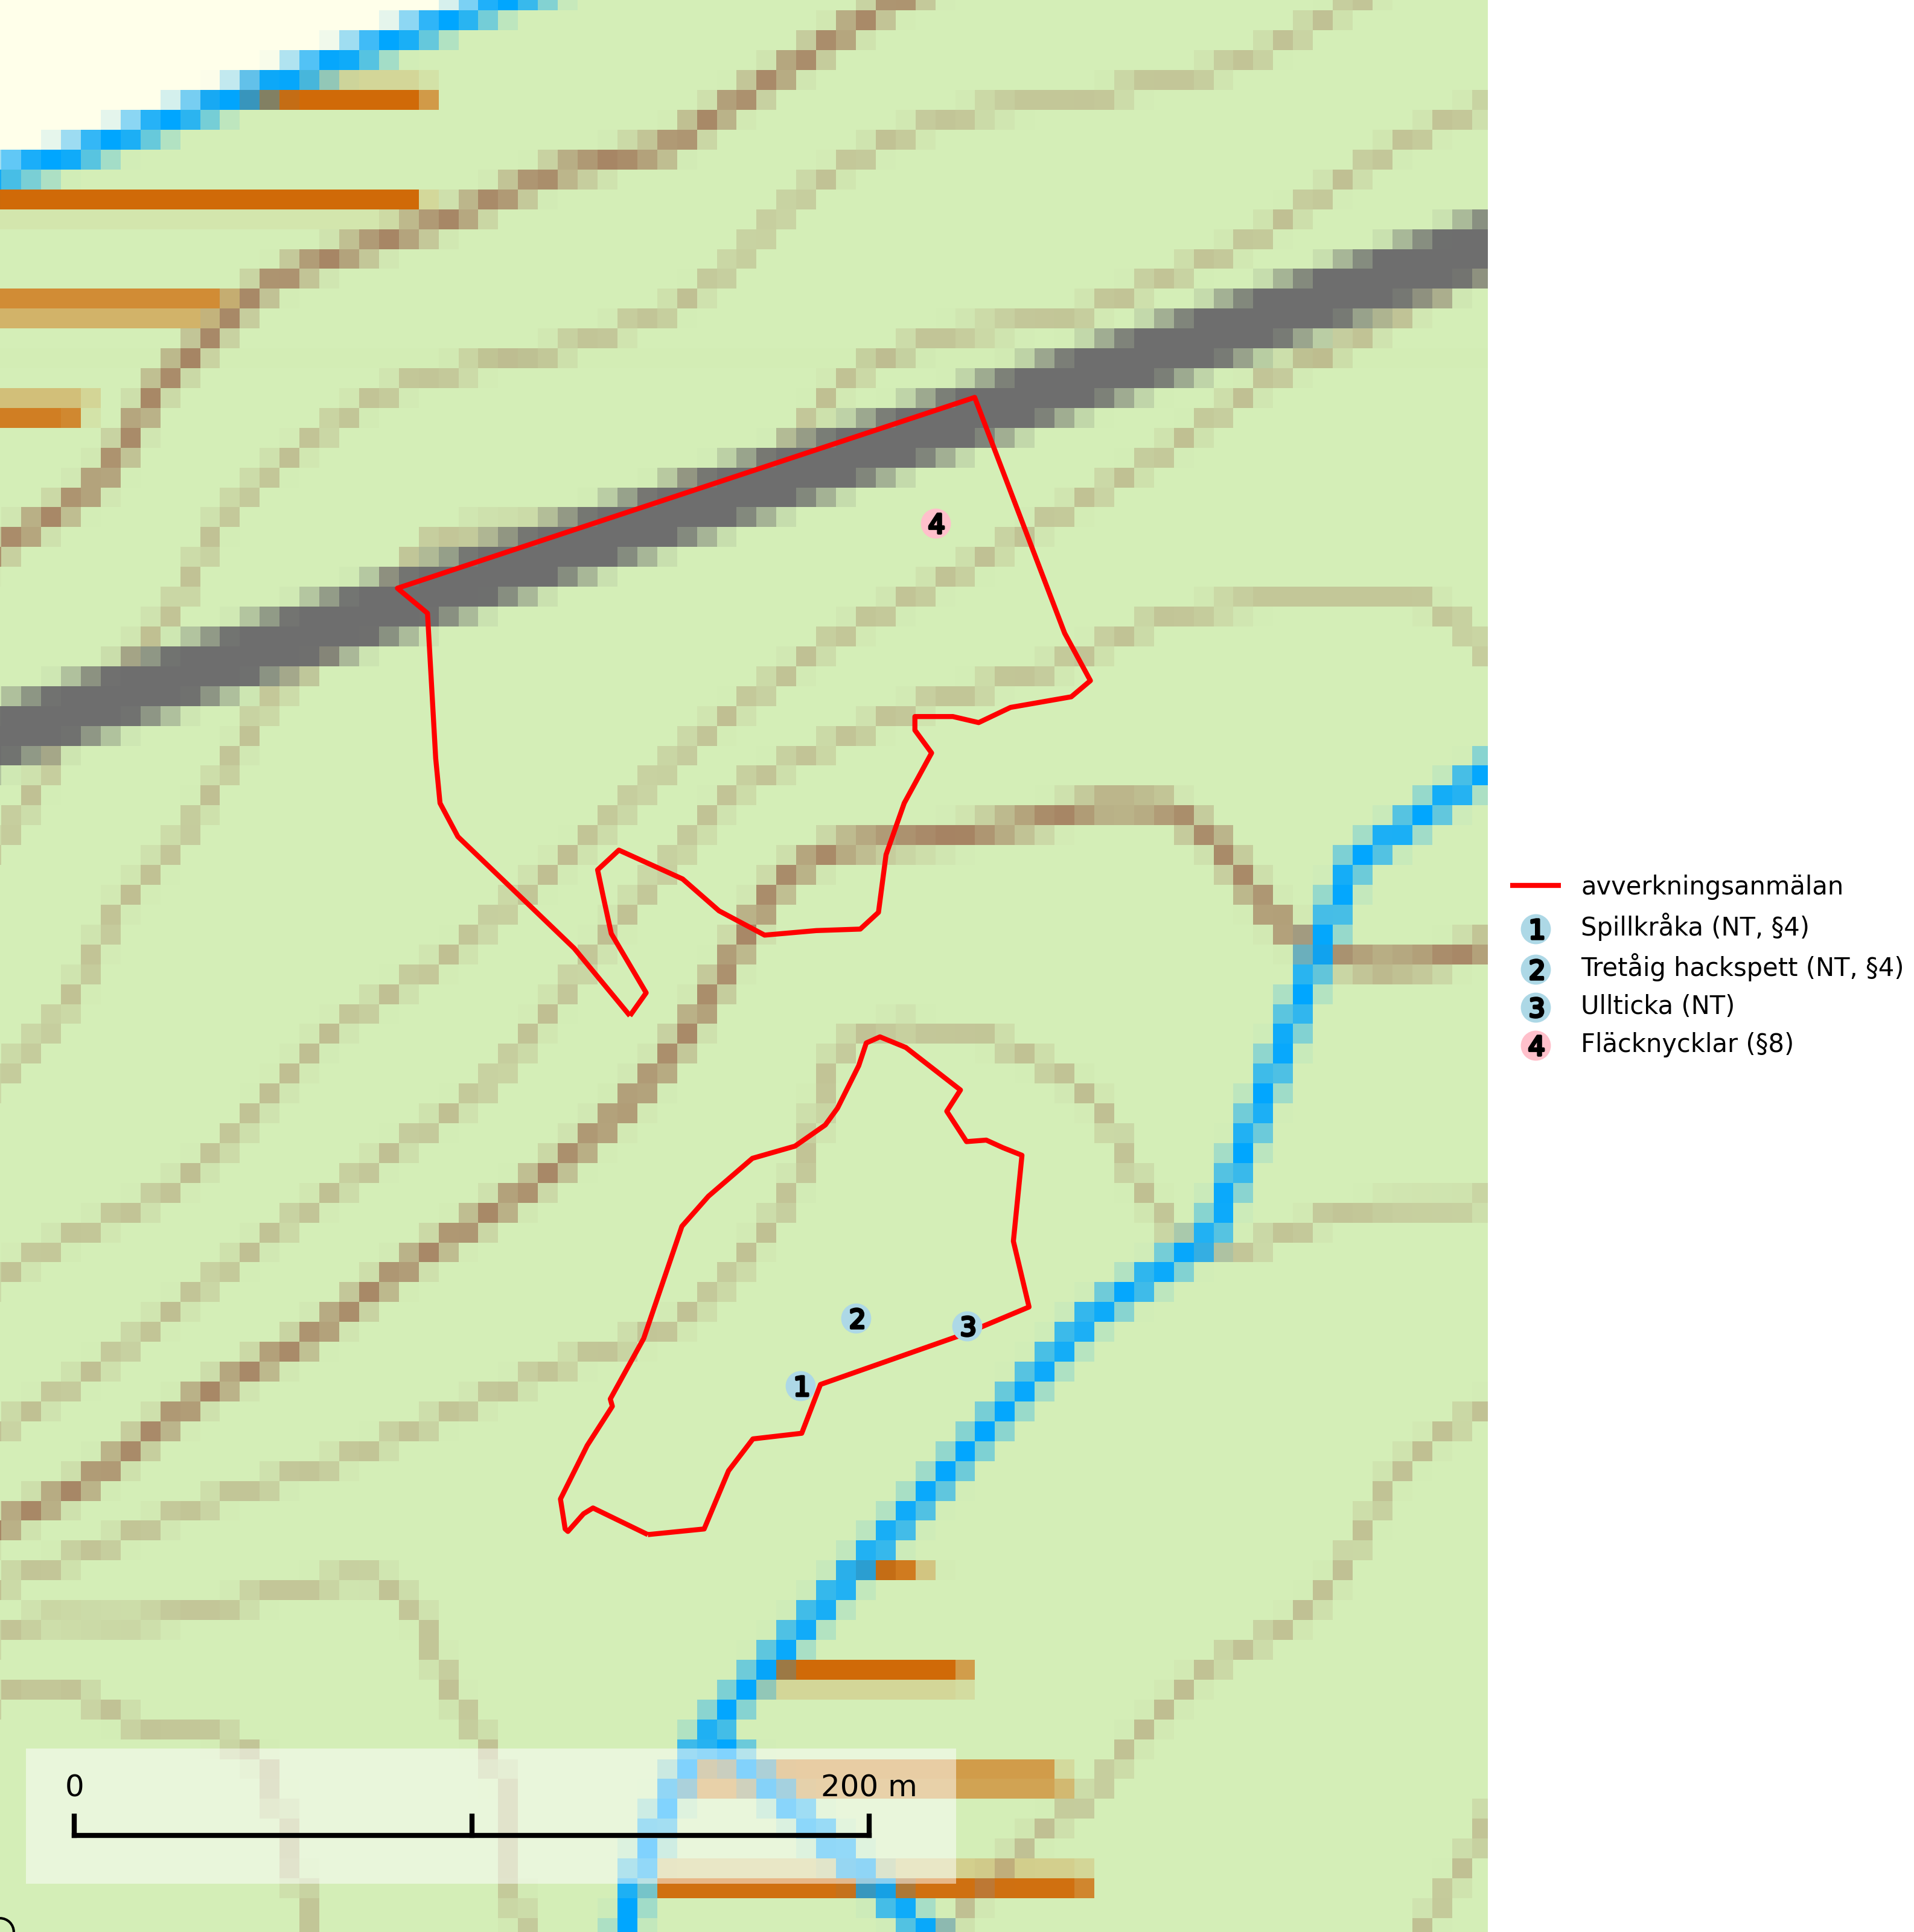 4
2
3
1
0 200 m
avverkningsanmälan
1 Spillkråka (NT, §4)
2 Tretåig hackspett (NT, §4)
3 Ullticka (NT)
4 Fläcknycklar (§8)